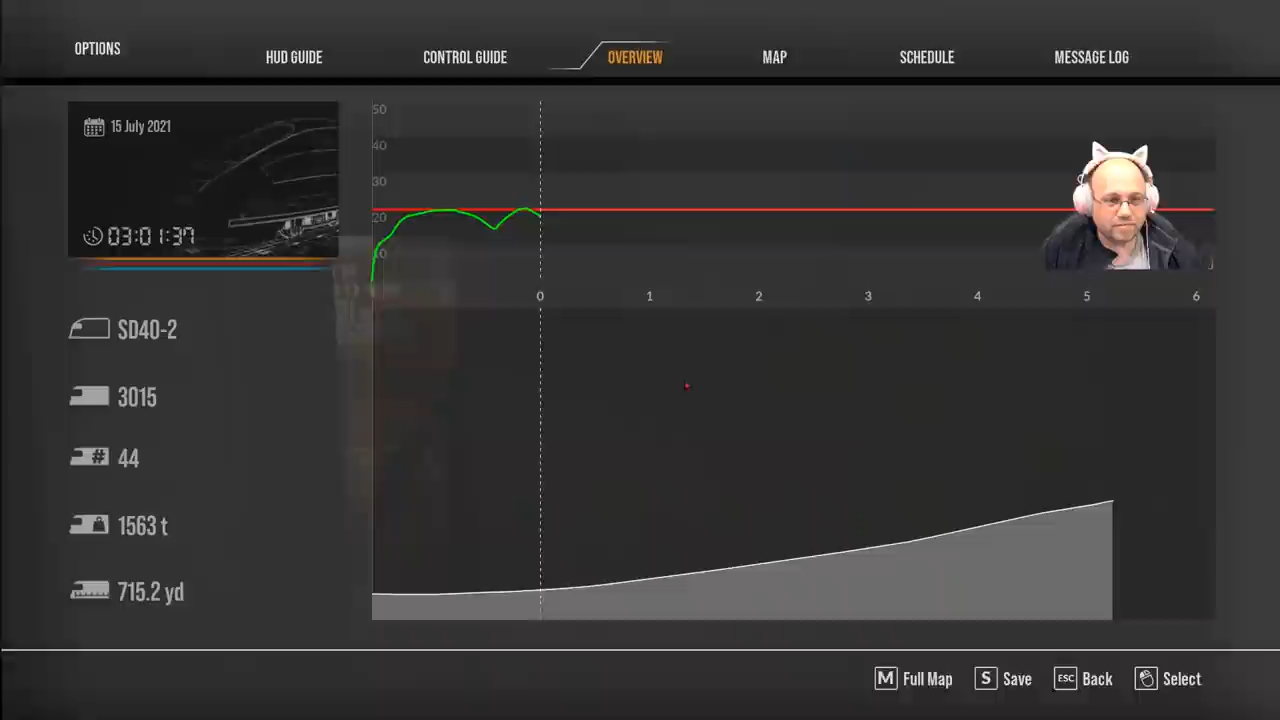 OPTIONS
HUD GUIDE
CONTROL GUIDE
OVERVIEW
MAP
SCHEDULE
MESSAGE LOG
15 July 2021
03:01:37
SD40-2
3015
#
44
1563 t
715.2 yd
50
40
30
20
10
0
1
2
3
4
5
6
M Full Map
S Save
ESC Back
Select